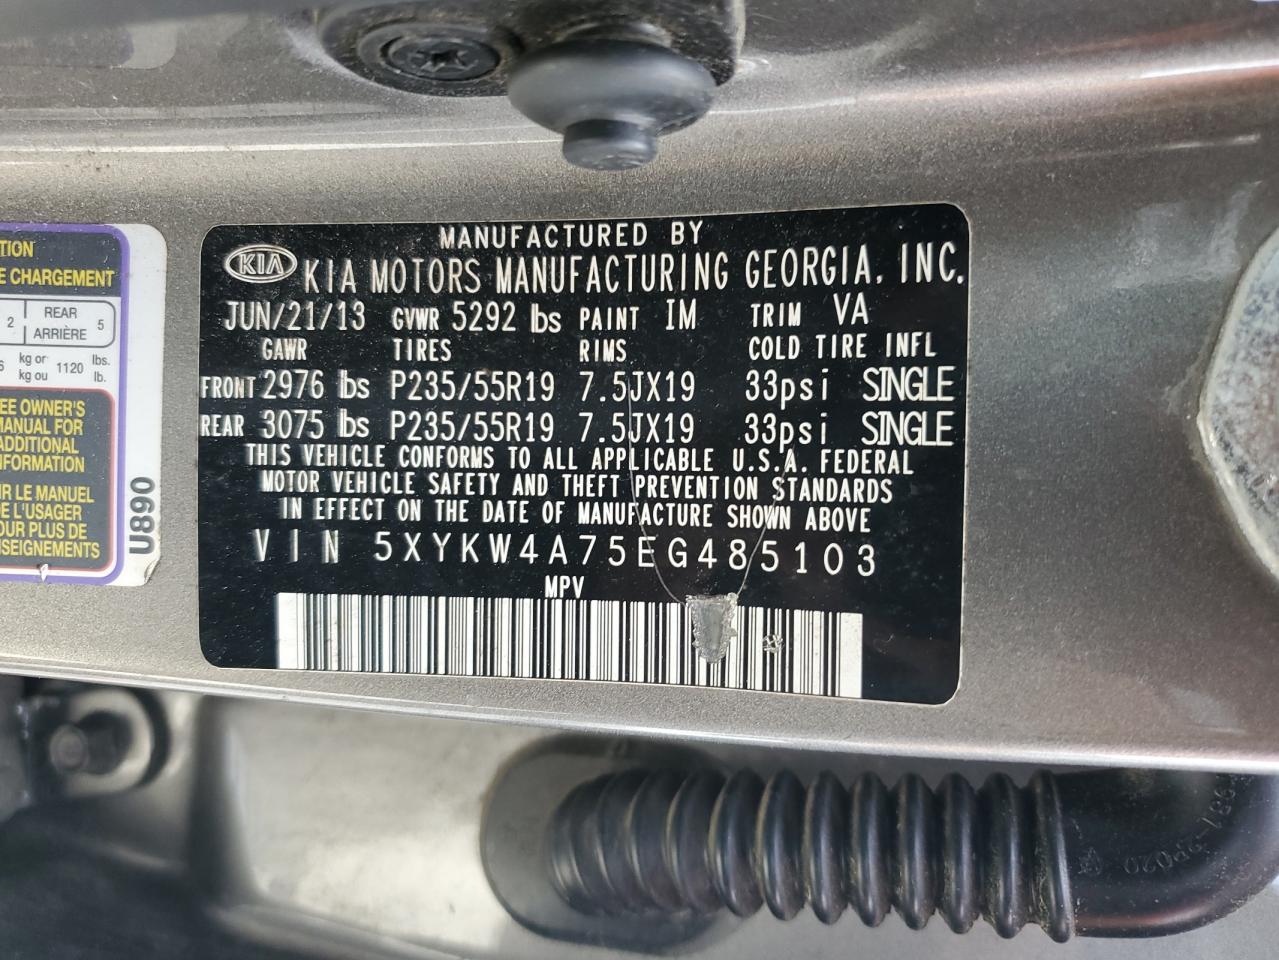 TION
E CHARGEMENT
2 REAR 5
ARRIÈRE
kg or 1120 lbs.
kg ou lb.
EE OWNER'S
MANUAL FOR
ADDITIONAL
INFORMATION
UR LE MANUEL
DE L'USAGER
OUR PLUS DE
SEIGNEMENTS
U890
MANUFACTURED BY
KIA KIA MOTORS MANUFACTURING GEORGIA, INC.
JUN/21/13 GVWR 5292 lbs PAINT IM TRIM VA
GAWR TIRES RIMS COLD TIRE INFL
FRONT 2976 lbs P235/55R19 7.5JX19 33psi SINGLE
REAR 3075 lbs P235/55R19 7.5JX19 33psi SINGLE
THIS VEHICLE CONFORMS TO ALL APPLICABLE U.S.A. FEDERAL
MOTOR VEHICLE SAFETY AND THEFT PREVENTION STANDARDS
IN EFFECT ON THE DATE OF MANUFACTURE SHOWN ABOVE
VIN 5XYKW4A75EG485103
MPV